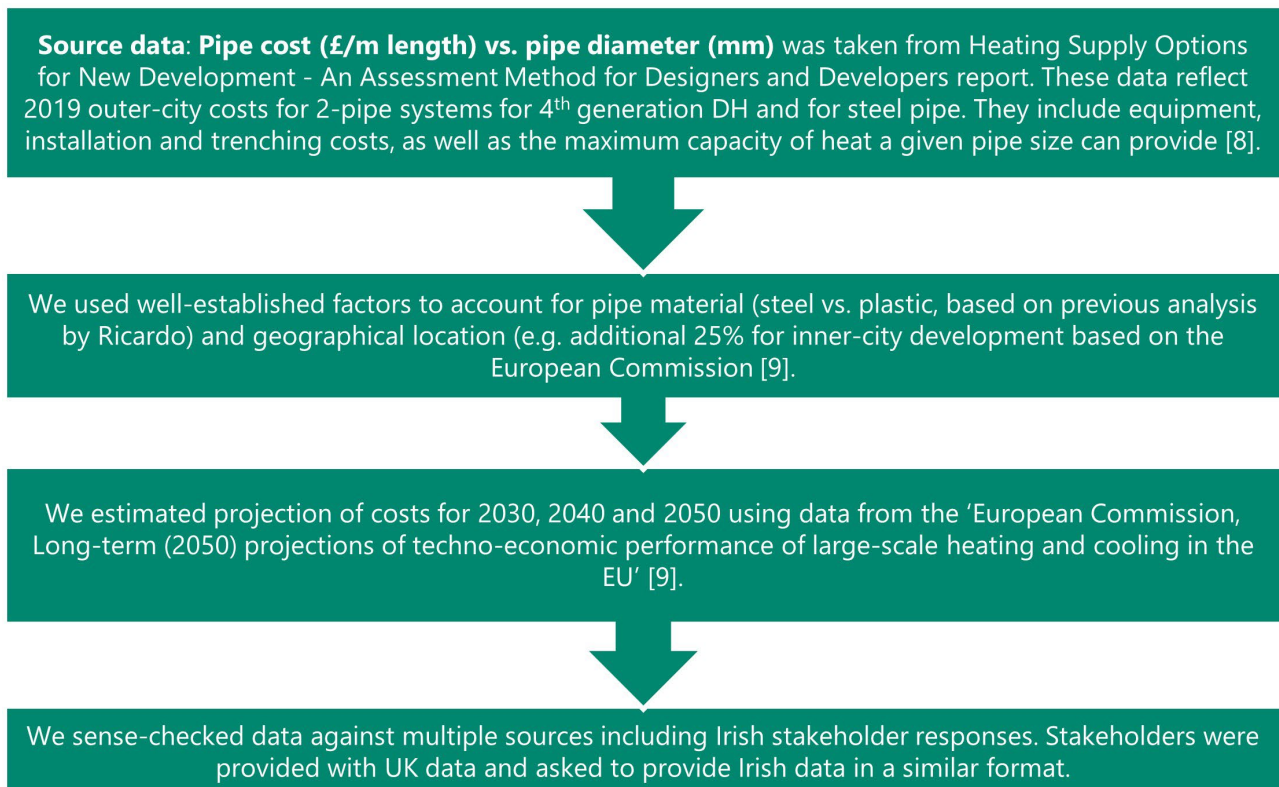 Source data: Pipe cost (£/m length) vs. pipe diameter (mm) was taken from Heating Supply Options
for New Development - An Assessment Method for Designers and Developers report. These data reflect
2019 outer-city costs for 2-pipe systems for 4th generation DH and for steel pipe. They include equipment,
installation and trenching costs, as well as the maximum capacity of heat a given pipe size can provide [8].
We used well-established factors to account for pipe material (steel vs. plastic, based on previous analysis
by Ricardo) and geographical location (e.g. additional 25% for inner-city development based on the
European Commission [9].
We estimated projection of costs for 2030, 2040 and 2050 using data from the ‘European Commission,
Long-term (2050) projections of techno-economic performance of large-scale heating and cooling in the
EU’ [9].
We sense-checked data against multiple sources including Irish stakeholder responses. Stakeholders were
provided with UK data and asked to provide Irish data in a similar format.